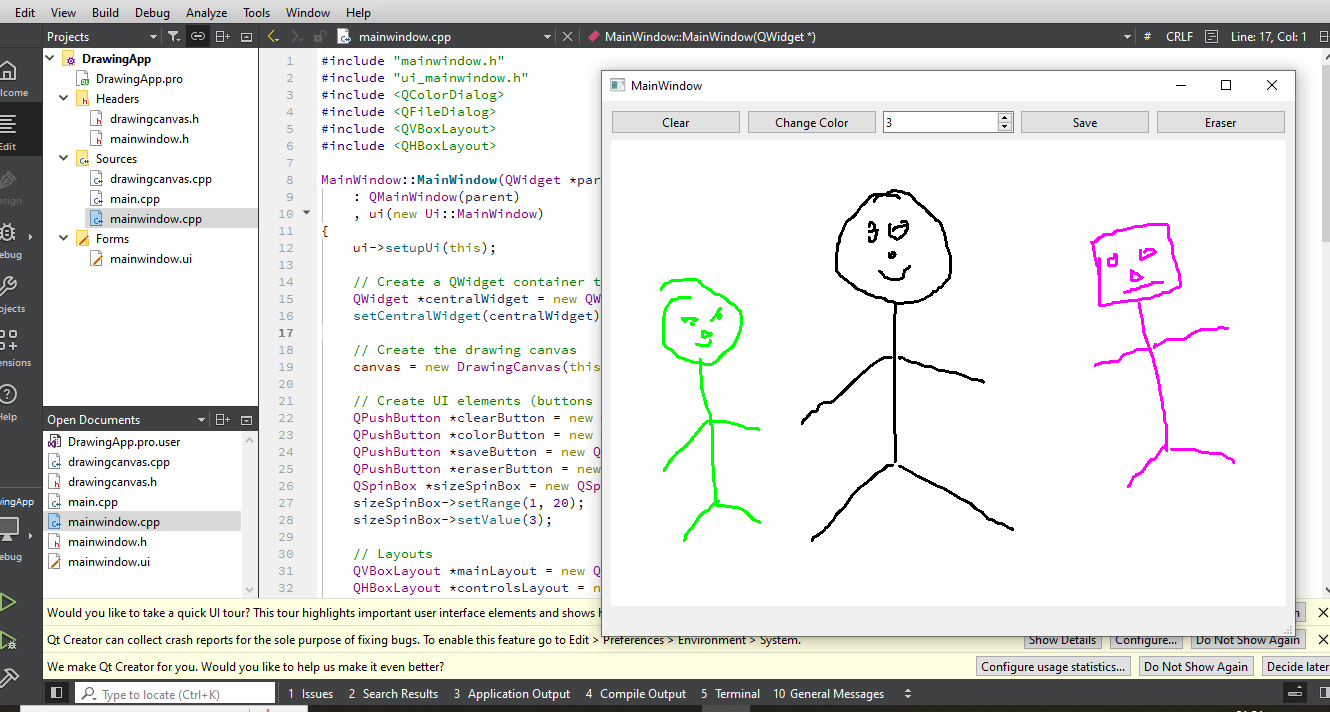 Edit View Build Debug Analyze Tools Window Help
Projects
mainwindow.cpp
MainWindow::MainWindow(QWidget *)
# CRLF Line: 17, Col: 1
lcome
Edit
esign
ebug
ojects
ensions
Help
wingApp
ebug
DrawingApp
DrawingApp.pro
Headers
drawingcanvas.h
mainwindow.h
Sources
drawingcanvas.cpp
main.cpp
mainwindow.cpp
Forms
mainwindow.ui
Open Documents
DrawingApp.pro.user
drawingcanvas.cpp
drawingcanvas.h
main.cpp
mainwindow.cpp
mainwindow.h
mainwindow.ui
1 #include "mainwindow.h"
2 #include "ui_mainwindow.h"
3 #include <QColorDialog>
4 #include <QFileDialog>
5 #include <QVBoxLayout>
6 #include <QHBoxLayout>
7
8 MainWindow::MainWindow(QWidget *par
9 : QMainWindow(parent)
10 , ui(new Ui::MainWindow)
11 {
12 ui->setupUi(this);
13
14 // Create a QWidget container t
15 QWidget *centralWidget = new QW
16 setCentralWidget(centralWidget)
17
18 // Create the drawing canvas
19 canvas = new DrawingCanvas(this
20
21 // Create UI elements (buttons
22 QPushButton *clearButton = new
23 QPushButton *colorButton = new
24 QPushButton *saveButton = new Q
25 QPushButton *eraserButton = new
26 QSpinBox *sizeSpinBox = new QSp
27 sizeSpinBox->setRange(1, 20);
28 sizeSpinBox->setValue(3);
29
30 // Layouts
31 QVBoxLayout *mainLayout = new Q
32 QHBoxLayout *controlsLayout = n
MainWindow
Clear Change Color 3 Save Eraser
Would you like to take a quick UI tour? This tour highlights important user interface elements and shows
Qt Creator can collect crash reports for the sole purpose of fixing bugs. To enable this feature go to Edit > Preferences > Environment > System. Show Details Configure... Do Not Show Again
We make Qt Creator for you. Would you like to help us make it even better? Configure usage statistics... Do Not Show Again Decide later
Type to locate (Ctrl+K) 1 Issues 2 Search Results 3 Application Output 4 Compile Output 5 Terminal 10 General Messages